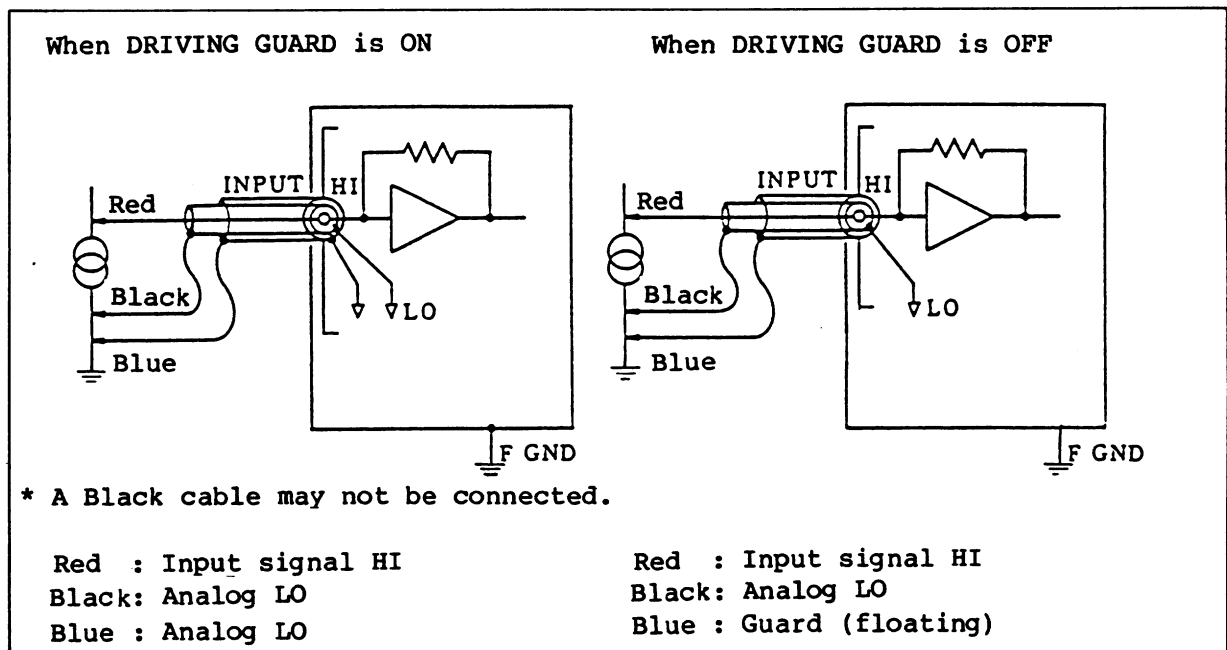 When DRIVING GUARD is ON
When DRIVING GUARD is OFF
INPUT HI
Red
Black
LO
Blue
F GND
INPUT HI
Red
Black
LO
Blue
F GND
* A Black cable may not be connected.
Red : Input signal HI
Black: Analog LO
Blue : Analog LO
Red : Input signal HI
Black: Analog LO
Blue : Guard (floating)